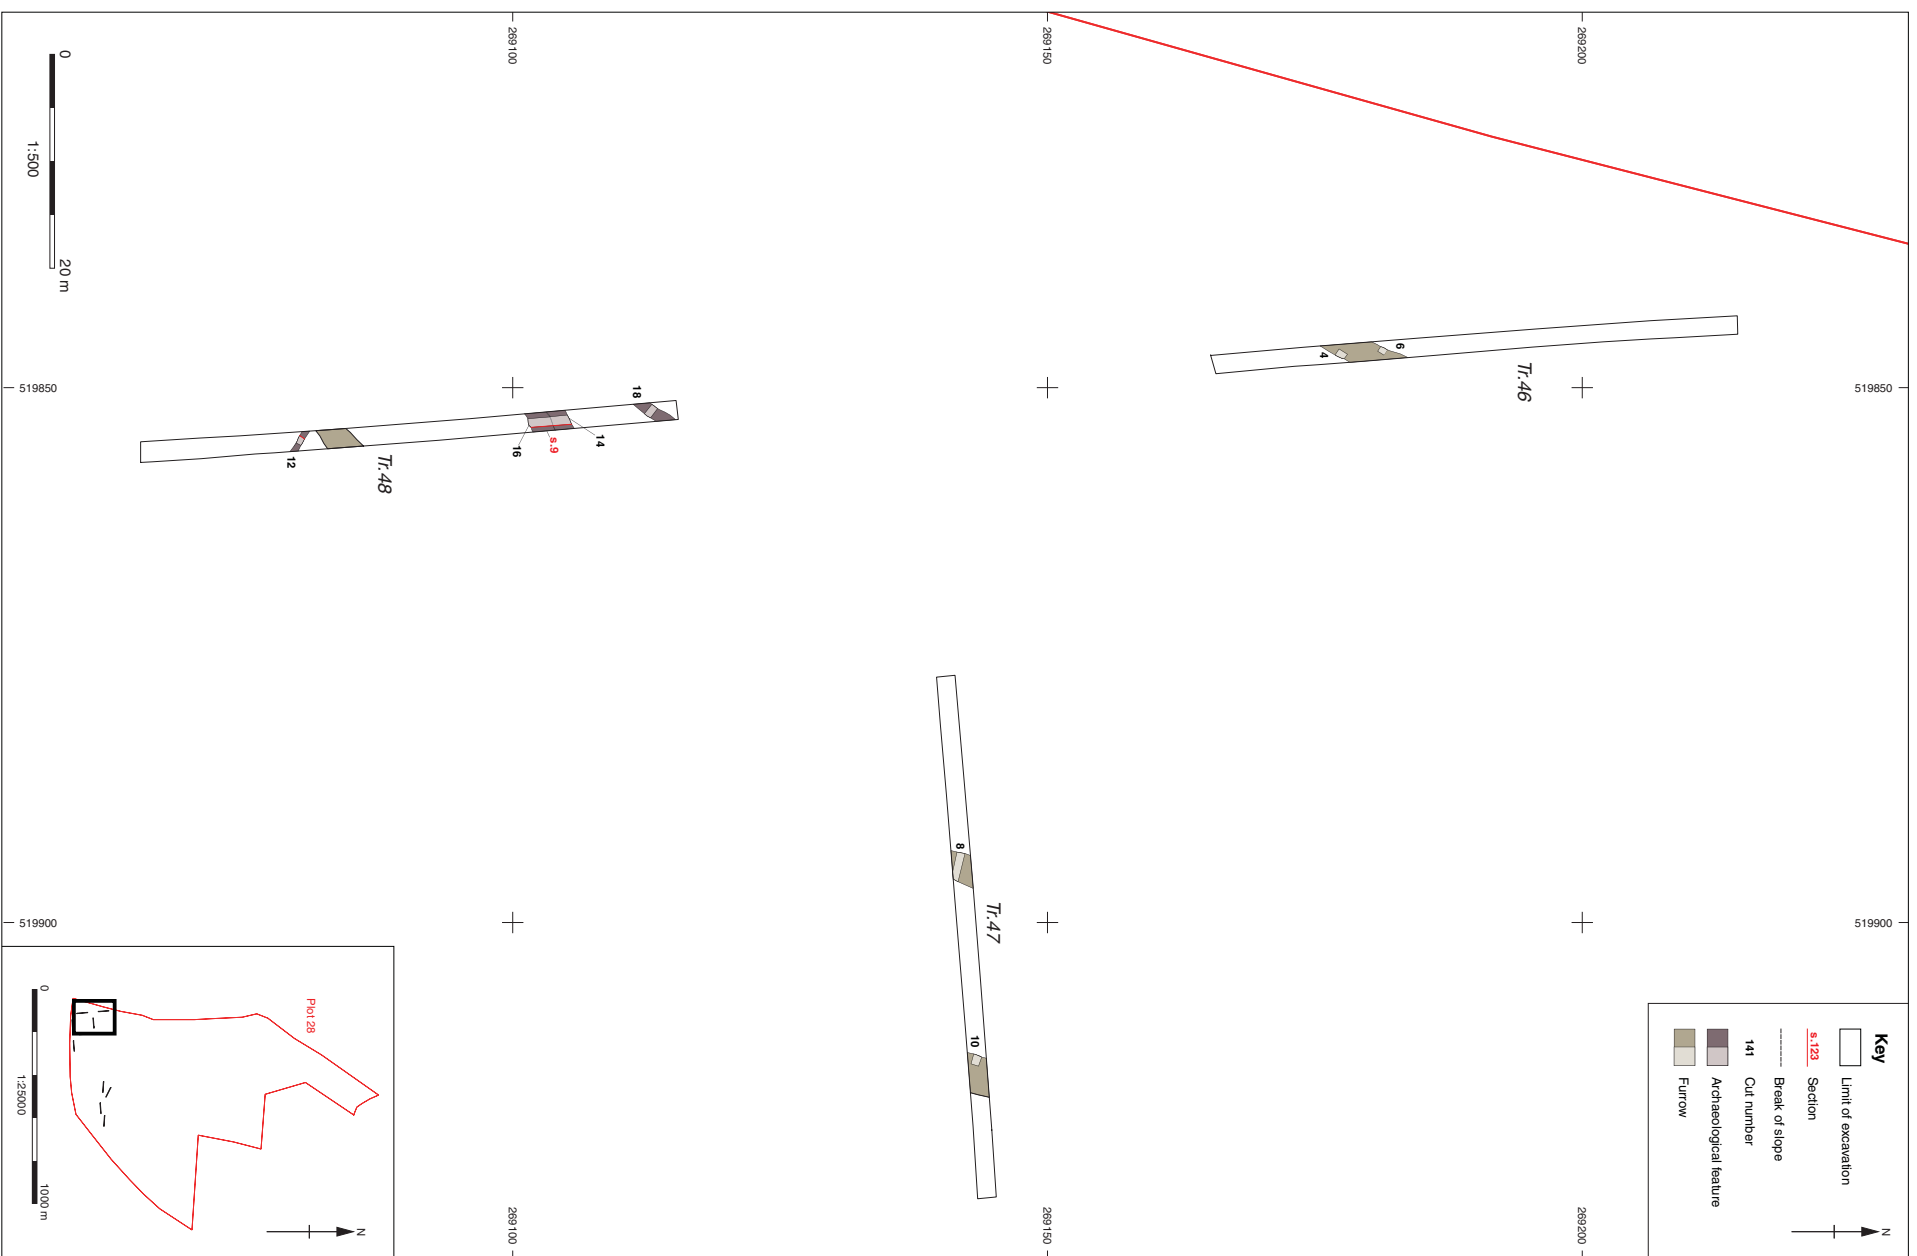 269100
269150
269200
0
1:500
20 m
6
4
Tr.46
519850
519850
18
14
s.9
16
12
Tr.48
8
Tr.47
519900
519900
10
269100
269150
269200
Key
Limit of excavation
s.123 Section
Break of slope
141 Cut number
Archaeological feature
Furrow
N
Plot 28
0
1:25000
1000 m
N